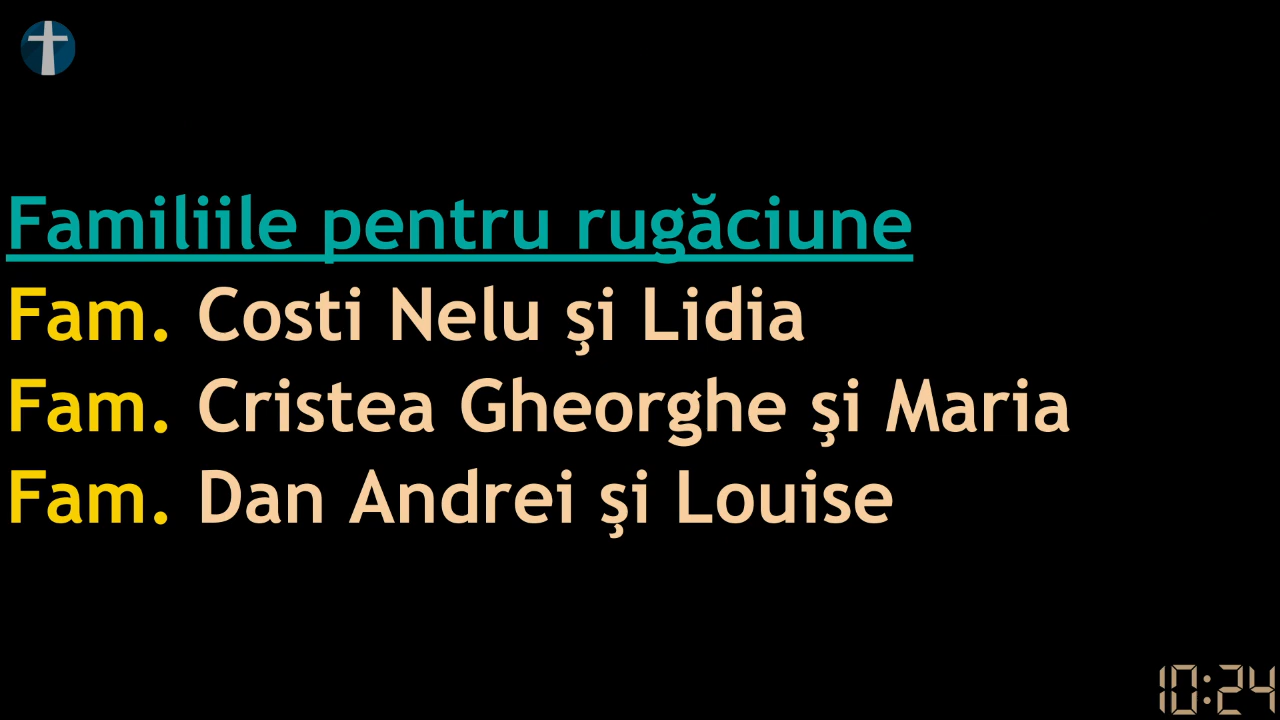 Familiile pentru rugăciune
Fam. Costi Nelu şi Lidia
Fam. Cristea Gheorghe şi Maria
Fam. Dan Andrei şi Louise
10:24